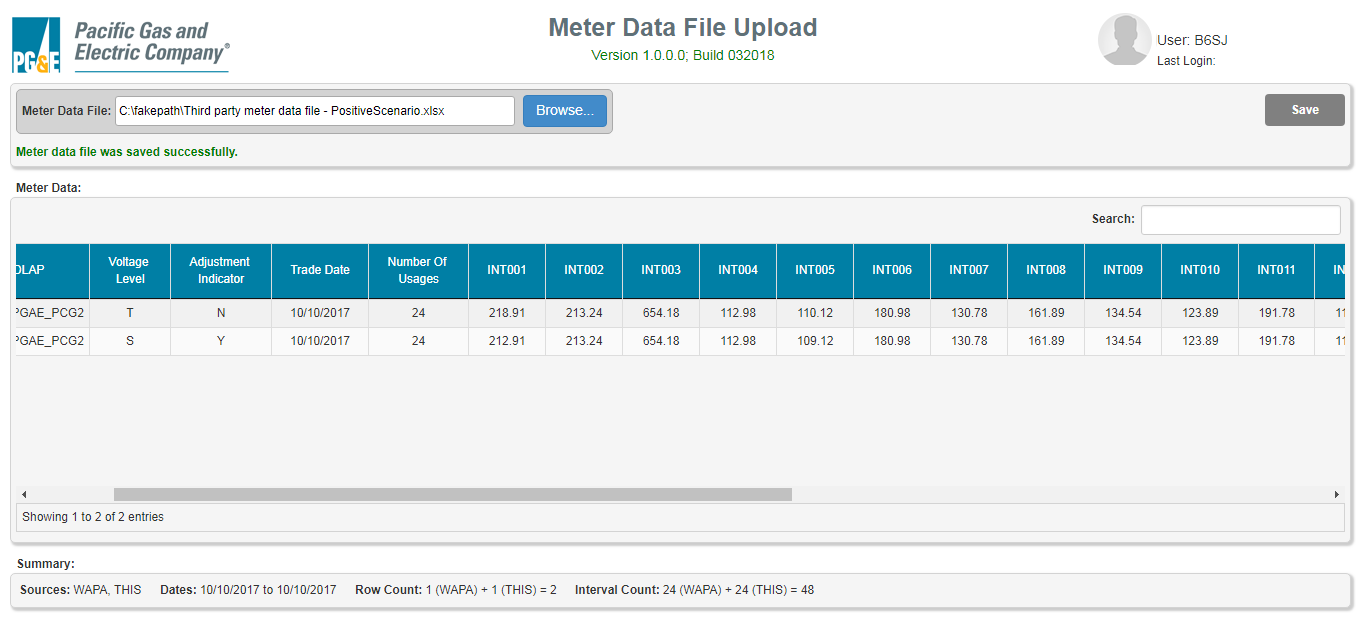 PG&E
Pacific Gas and
Electric Company®
Meter Data File Upload
Version 1.0.0.0; Build 032018
User: B6SJ
Last Login:
Meter Data File: C:\fakepath\Third party meter data file - PositiveScenario.xlsx Browse... Save
Meter data file was saved successfully.
Meter Data:
Search:
DLAP Voltage Level Adjustment Indicator Trade Date Number Of Usages INT001 INT002 INT003 INT004 INT005 INT006 INT007 INT008 INT009 INT010 INT011 IN
PGAE_PCG2 T N 10/10/2017 24 218.91 213.24 654.18 112.98 110.12 180.98 130.78 161.89 134.54 123.89 191.78 11
PGAE_PCG2 S Y 10/10/2017 24 212.91 213.24 654.18 112.98 109.12 180.98 130.78 161.89 134.54 123.89 191.78 11
Showing 1 to 2 of 2 entries
Summary:
Sources: WAPA, THIS Dates: 10/10/2017 to 10/10/2017 Row Count: 1 (WAPA) + 1 (THIS) = 2 Interval Count: 24 (WAPA) + 24 (THIS) = 48